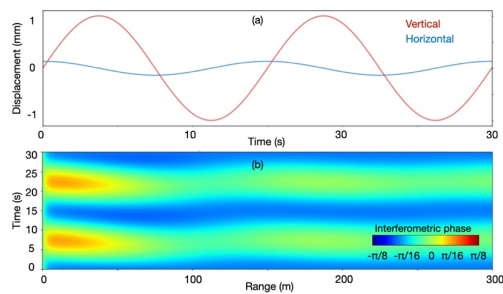 (a)
Vertical
Horizontal
Displacement (mm)
1
0
-1
0 10 20 30 30
Time (s)
(b)
Time (s)
30
25
20
15
10
5
0
Interferometric phase
-π/8 -π/16 0 π/16 π/8
0 100 200 300
Range (m)